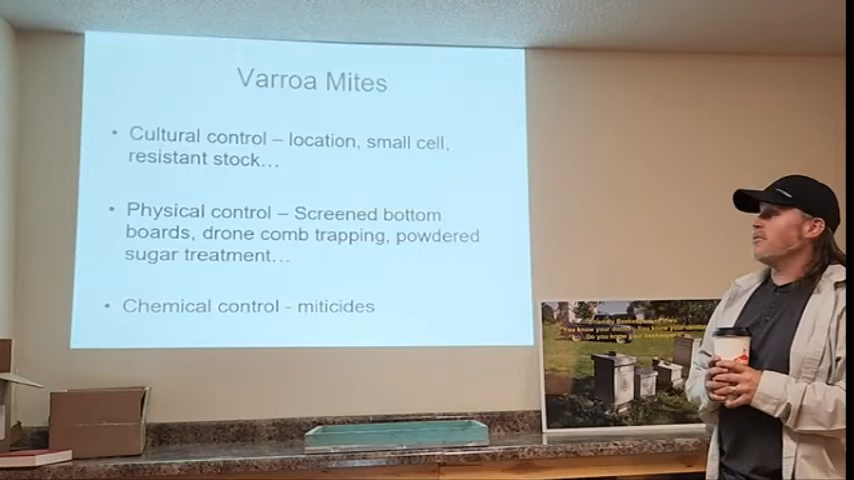 Varroa Mites
• Cultural control – location, small cell,
resistant stock…
• Physical control – Screened bottom
boards, drone comb trapping, powdered
sugar treatment…
• Chemical control - miticides